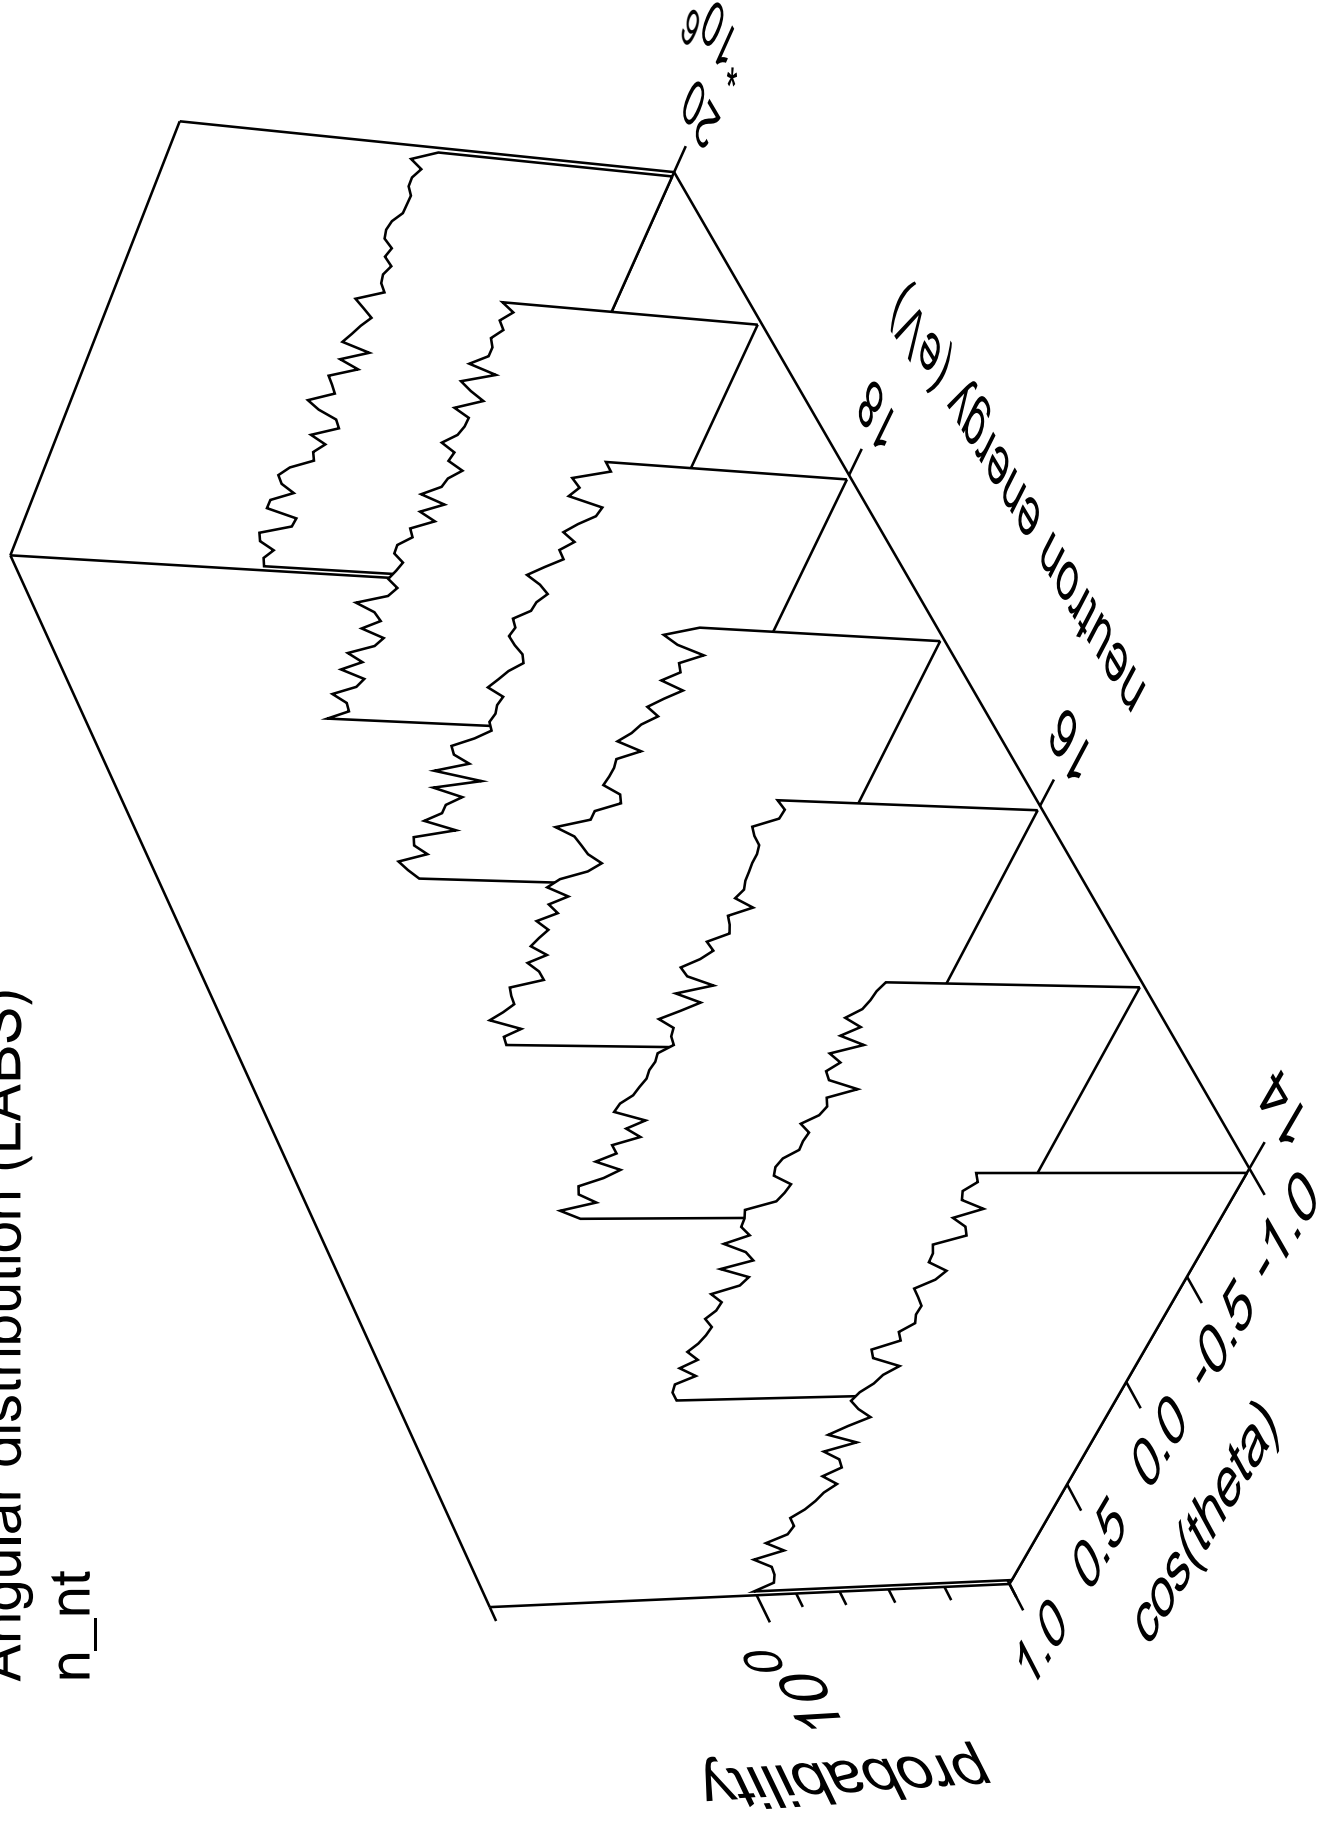 Angular distribution (LABS)
n_nt
probability
10 0
1.0 0.5 0.0 -0.5 -1.0
cos(theta)
14 16 18 20 * 10 6
neutron energy (eV)